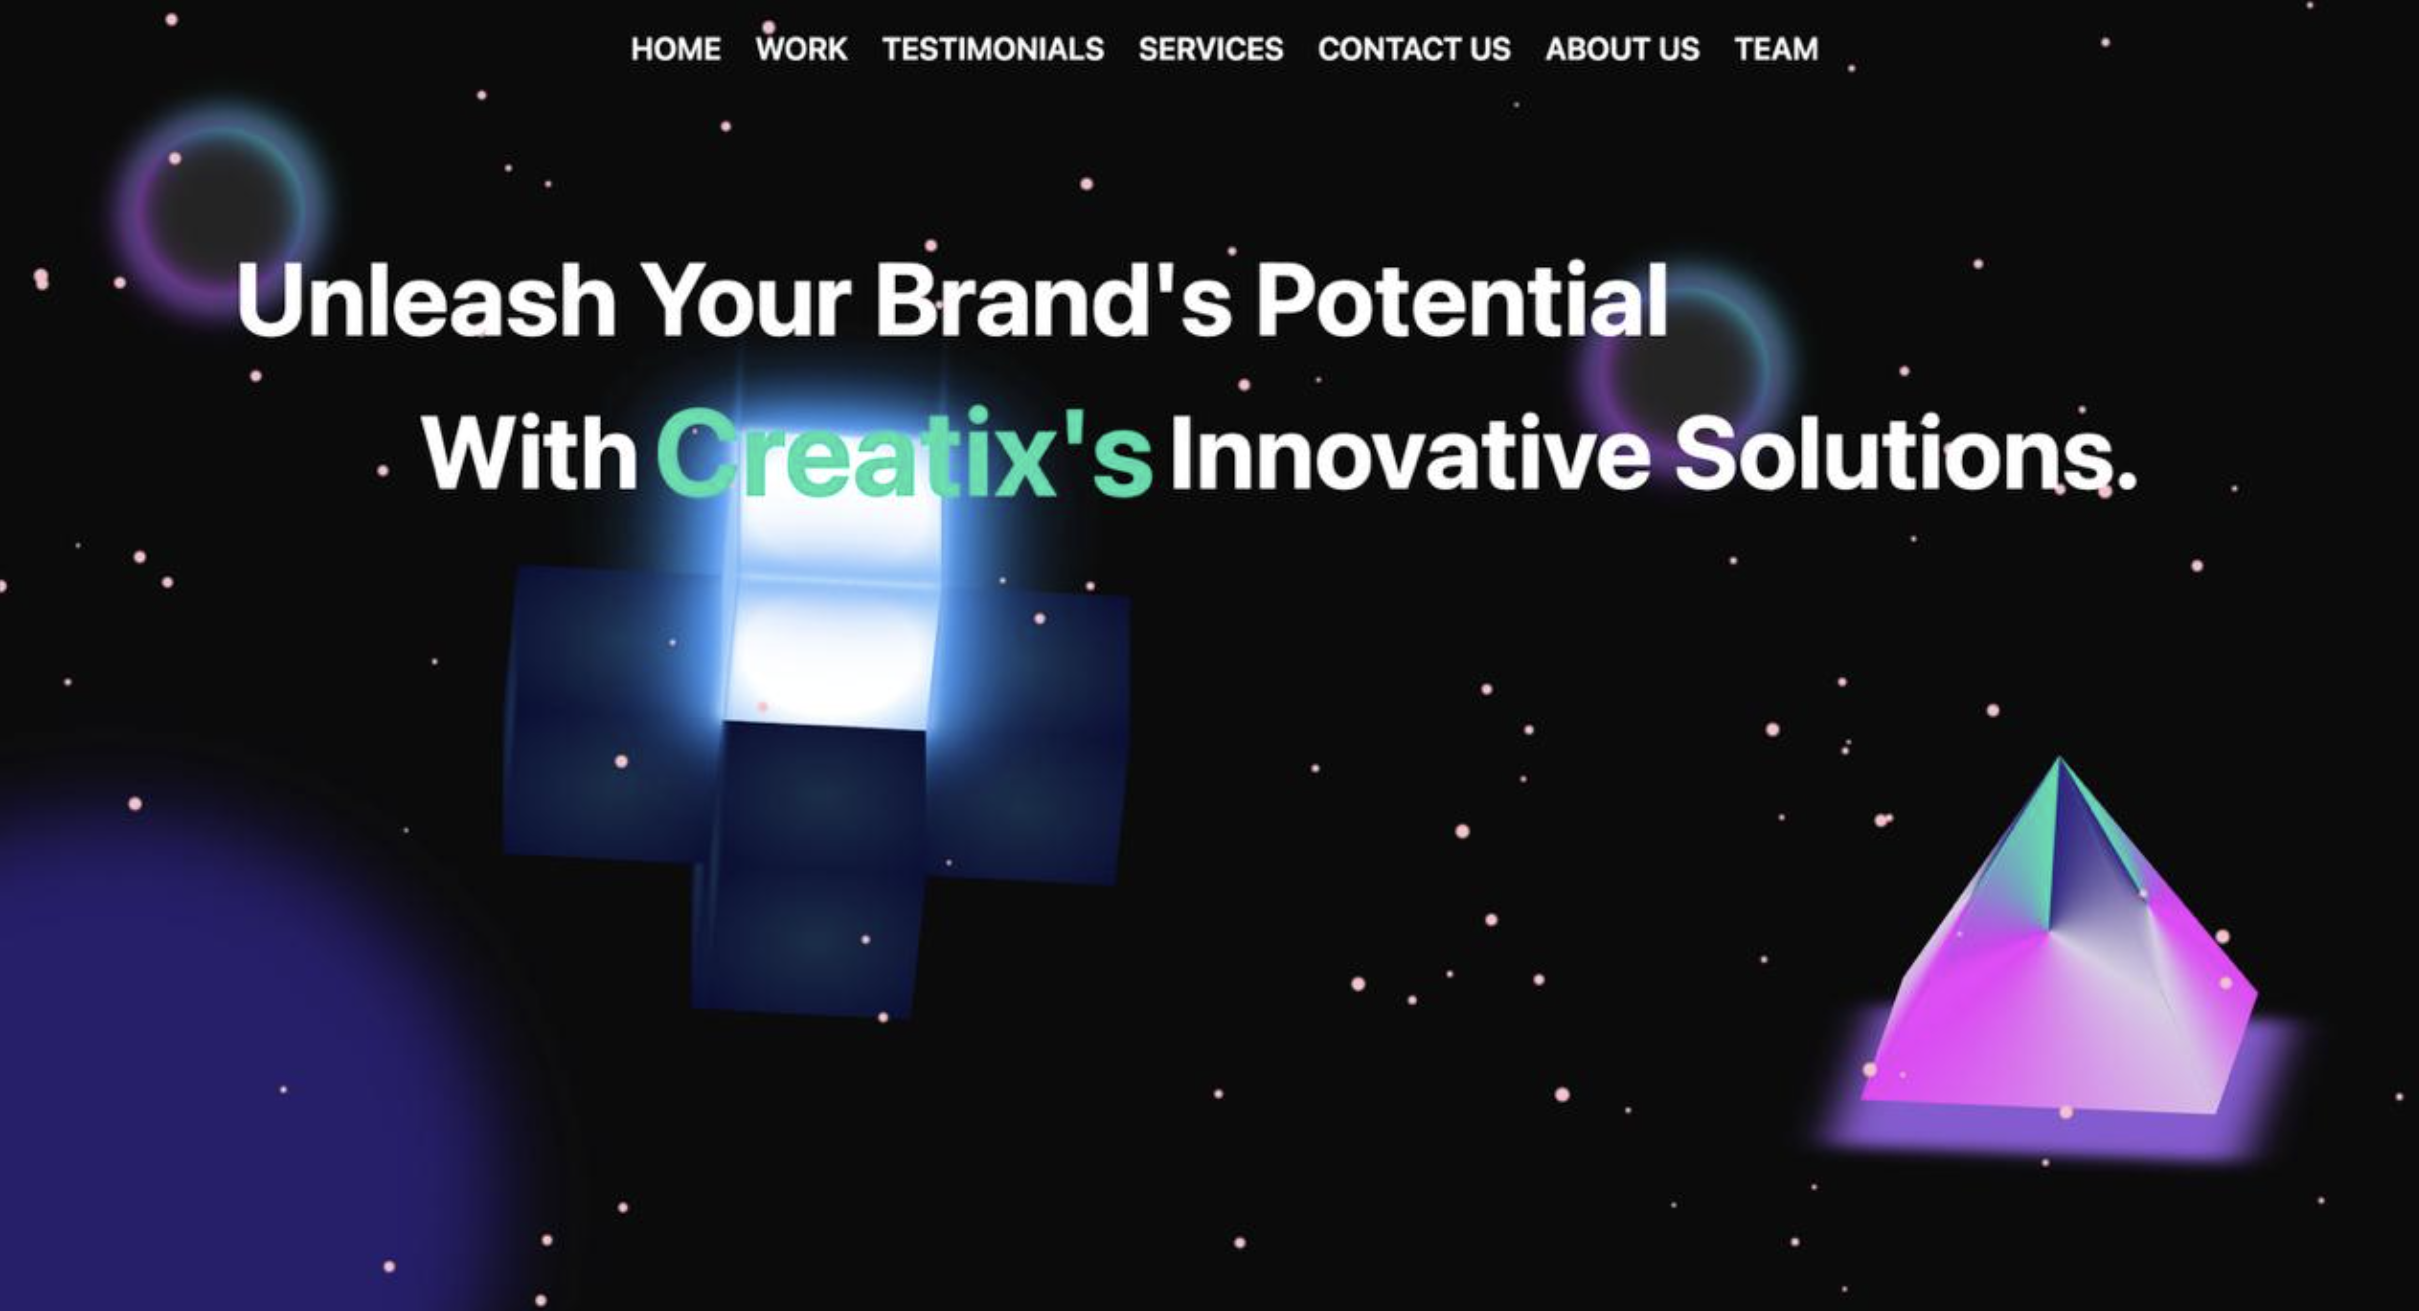 HOME WORK TESTIMONIALS SERVICES CONTACT US ABOUT US TEAM
Unleash Your Brand's Potential
With Creatix's Innovative Solutions.